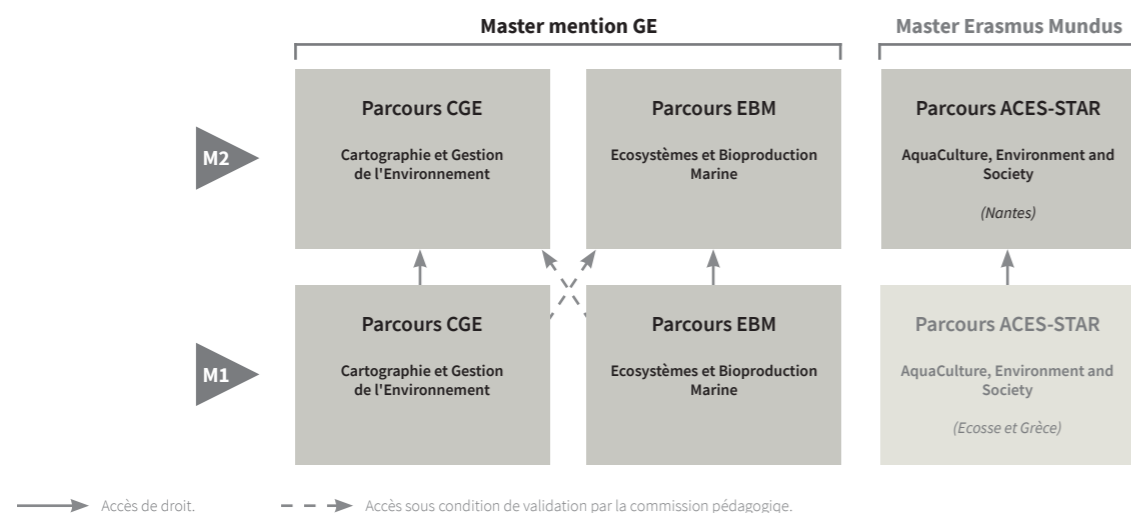 Master mention GE
Master Erasmus Mundus
M2
Parcours CGE
Cartographie et Gestion
de l'Environnement
Parcours EBM
Ecosystèmes et Bioproduction
Marine
Parcours ACES-STAR
AquaCulture, Environment and
Society
(Nantes)
M1
Parcours CGE
Cartographie et Gestion
de l'Environnement
Parcours EBM
Ecosystèmes et Bioproduction
Marine
Parcours ACES-STAR
AquaCulture, Environment and
Society
(Ecosse et Grèce)
Accès de droit.
Accès sous condition de validation par la commission pédagogiqe.